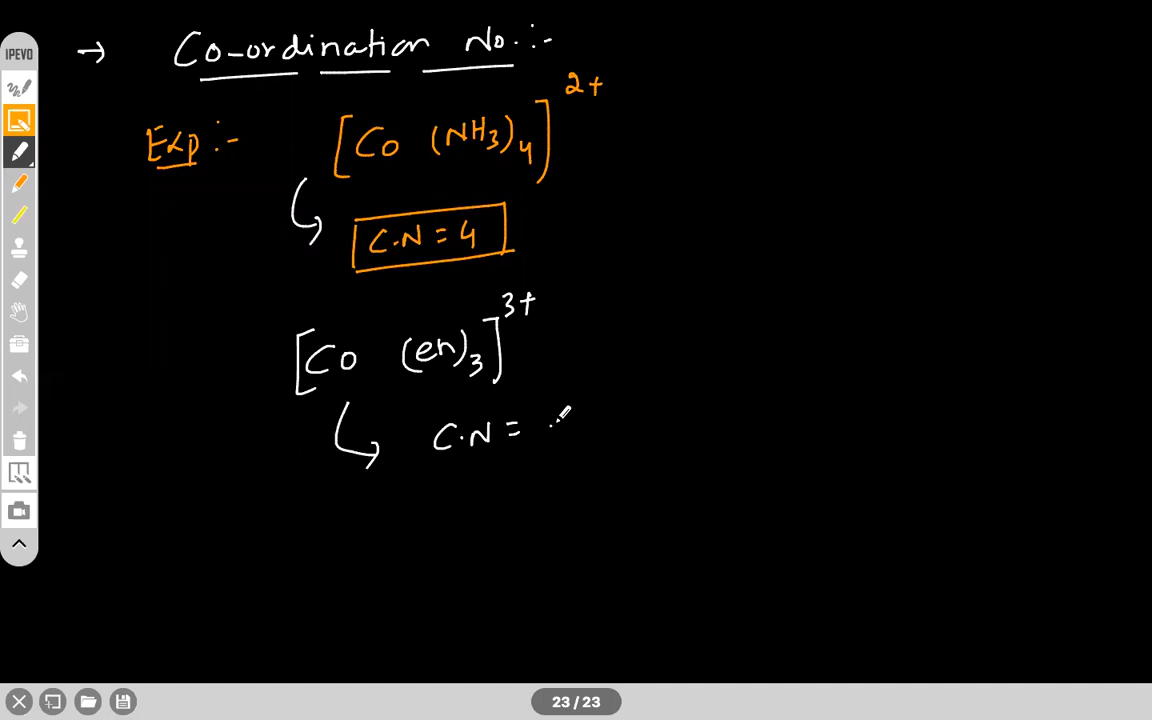 IPEVO
→ Co-ordination No.:-
Exp :- [Co (NH3)4]2+
C.N = 4
[Co (en)3]3+
C.N =
23 / 23